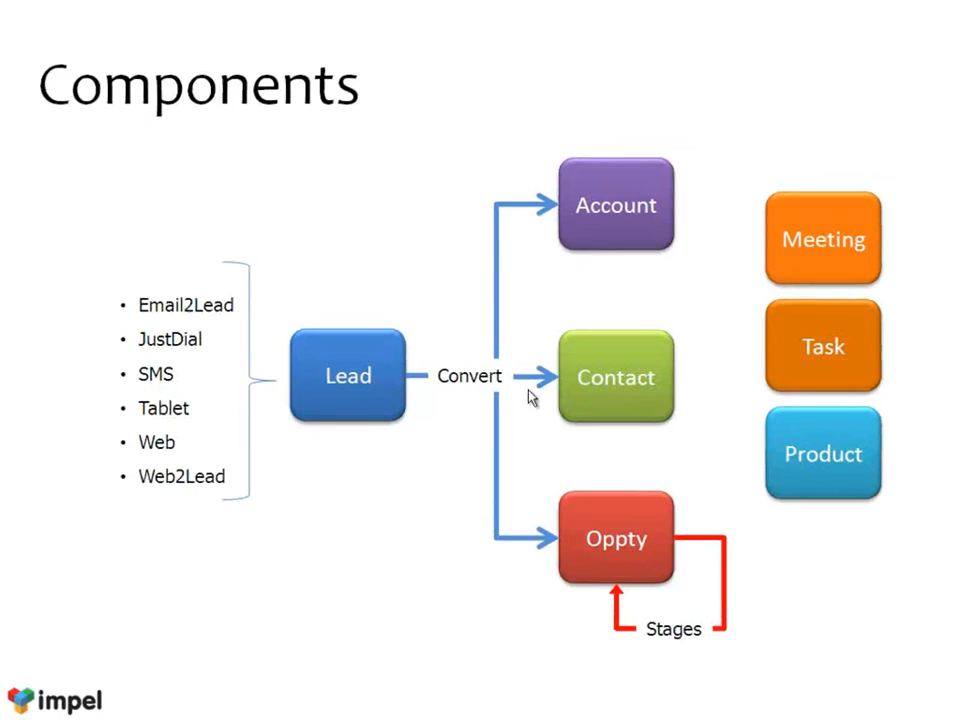 Components
Account
Meeting
• Email2Lead
• JustDial
• SMS
• Tablet
• Web
• Web2Lead
Lead
Convert
Contact
Task
Product
Oppty
Stages
impel